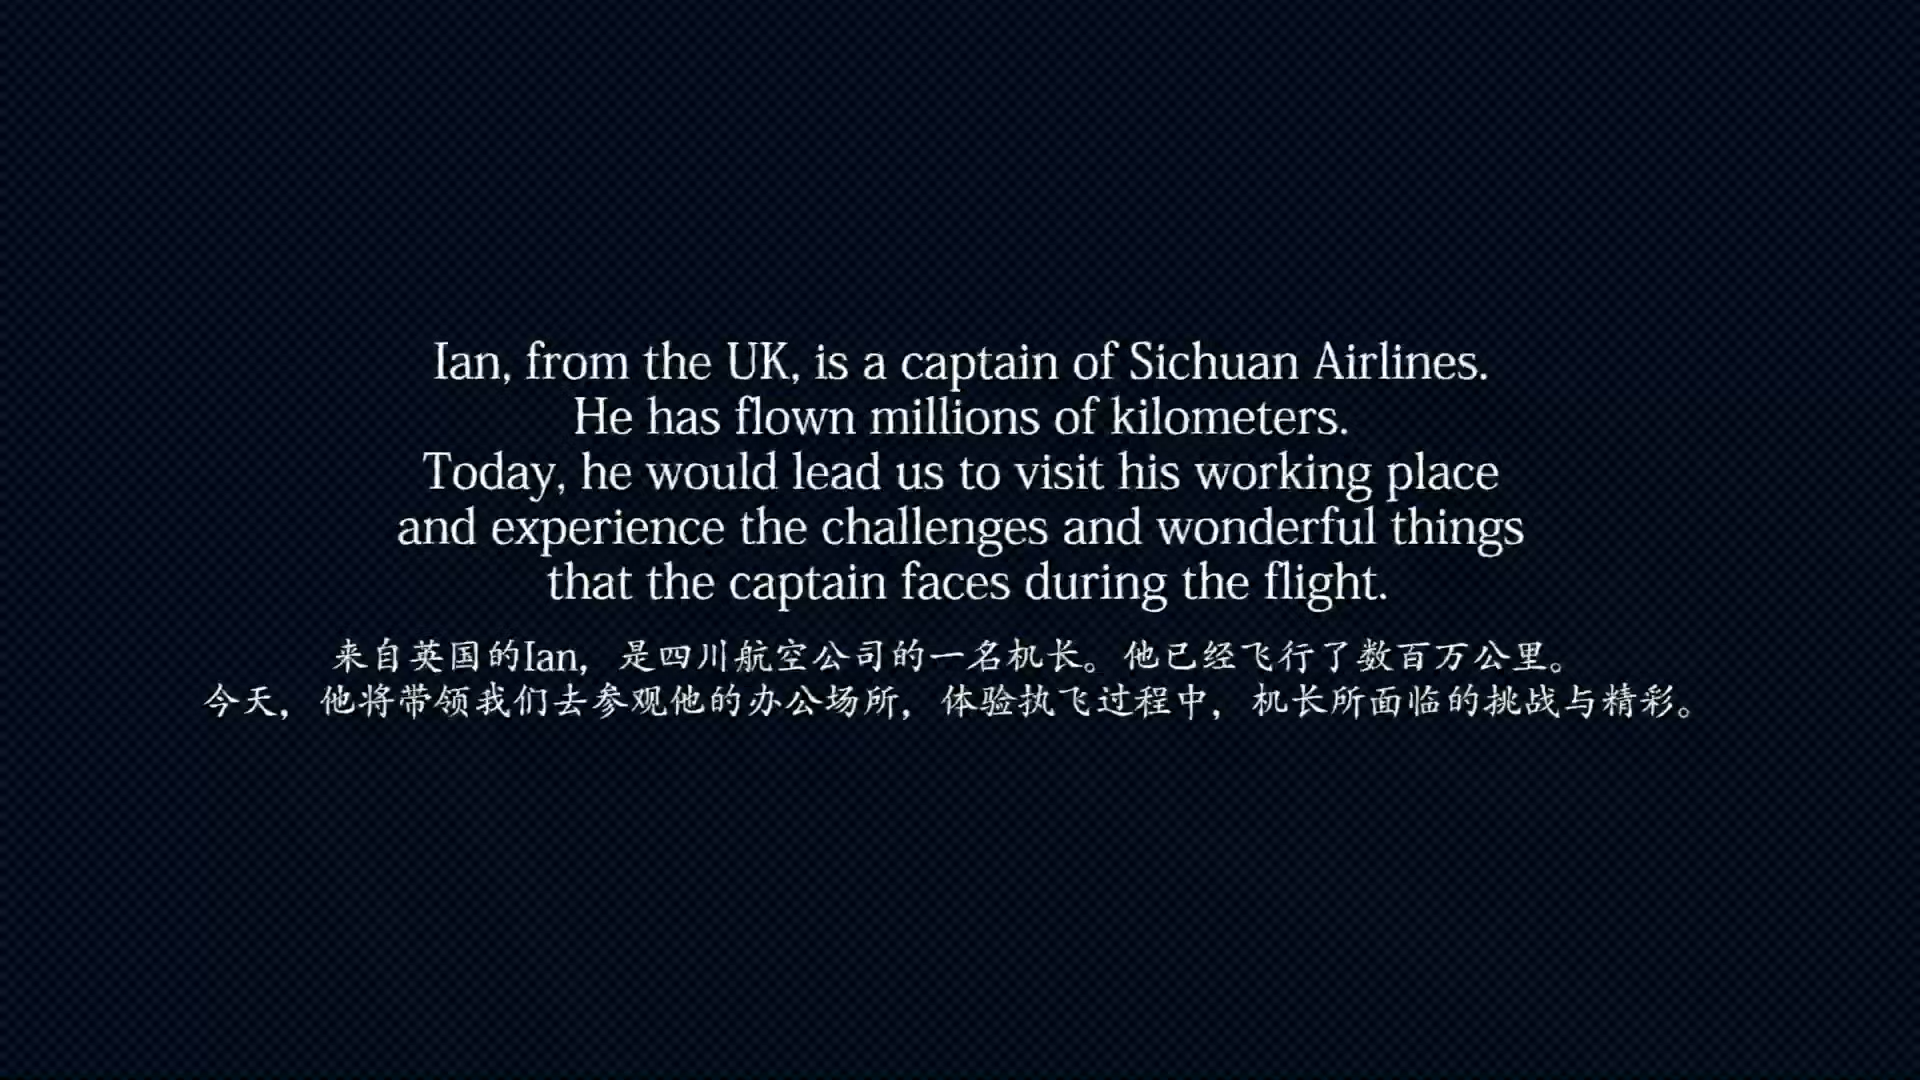 Ian, from the UK, is a captain of Sichuan Airlines.
He has flown millions of kilometers.
Today, he would lead us to visit his working place
and experience the challenges and wonderful things
that the captain faces during the flight.
来自英国的Ian，是四川航空公司的一名机长。他已经飞行了数百万公里。
今天，他将带领我们去参观他的办公场所，体验执飞过程中，机长所面临的挑战与精彩。